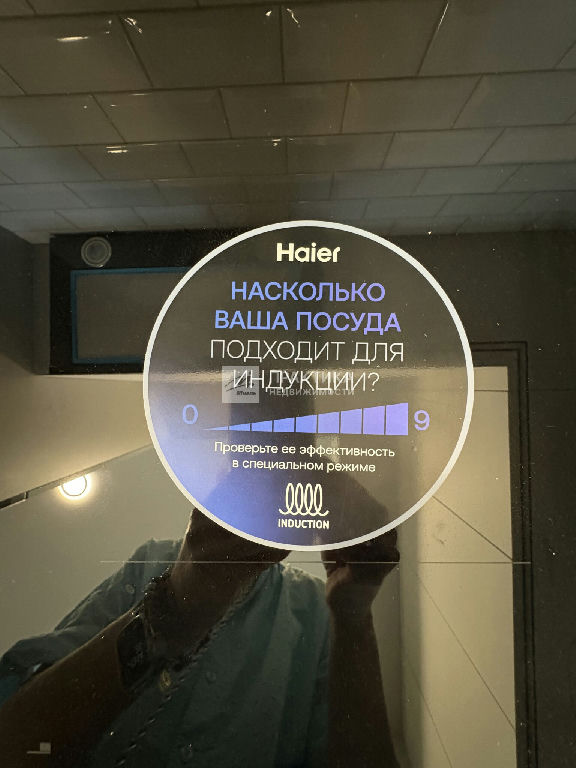 Haier
НАСКОЛЬКО
ВАША ПОСУДА
ПОДХОДИТ ДЛЯ
ИНДУКЦИИ?
НЕДВИЖИМОСТИ
0 9
Проверьте ее эффективность
в специальном режиме
INDUCTION